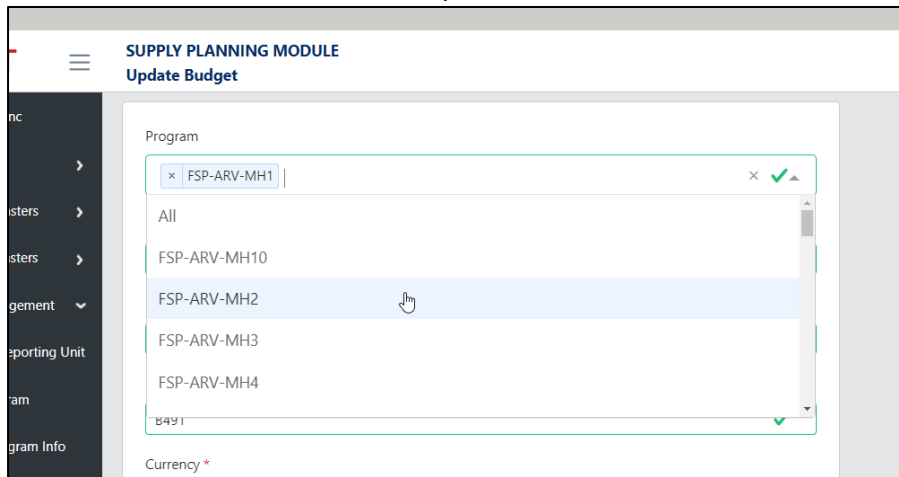 SUPPLY PLANNING MODULE
Update Budget
nc
Program
× FSP-ARV-MH1
All
isters
FSP-ARV-MH10
isters
FSP-ARV-MH2
gement
FSP-ARV-MH3
eporting Unit
FSP-ARV-MH4
ram
B491
gram Info
Currency *